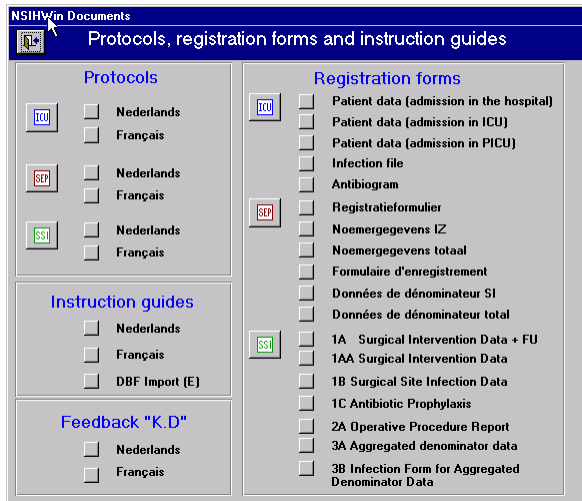 NSIHWin Documents
Protocols, registration forms and instruction guides
Protocols
ICU
Nederlands
Français
SEP
Nederlands
Français
SSI
Nederlands
Français
Instruction guides
Nederlands
Français
DBF Import (E)
Feedback "K.D"
Nederlands
Français
Registration forms
ICU
Patient data (admission in the hospital)
Patient data (admission in ICU)
Patient data (admission in PICU)
Infection file
Antibiogram
SEP
Registratieformulier
Noemergegevens IZ
Noemergegevens totaal
Formulaire d'enregistrement
Données de dénominateur SI
Données de dénominateur total
SSI
1A Surgical Intervention Data + FU
1AA Surgical Intervention Data
1B Surgical Site Infection Data
1C Antibiotic Prophylaxis
2A Operative Procedure Report
3A Aggregated denominator data
3B Infection Form for Aggregated
Denominator Data